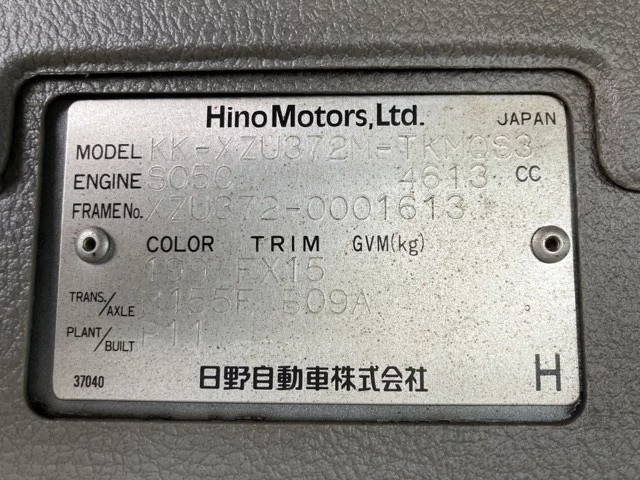 Hino Motors, Ltd. JAPAN
MODEL KK-XZU372M-TKMQS3
ENGINE S05C 4613 CC
FRAME No. XZU372-0001613
COLOR TRIM GVM(kg)
FX15
TRANS./AXLE B09A
PLANT/BUILT
37040 日野自動車株式会社 H